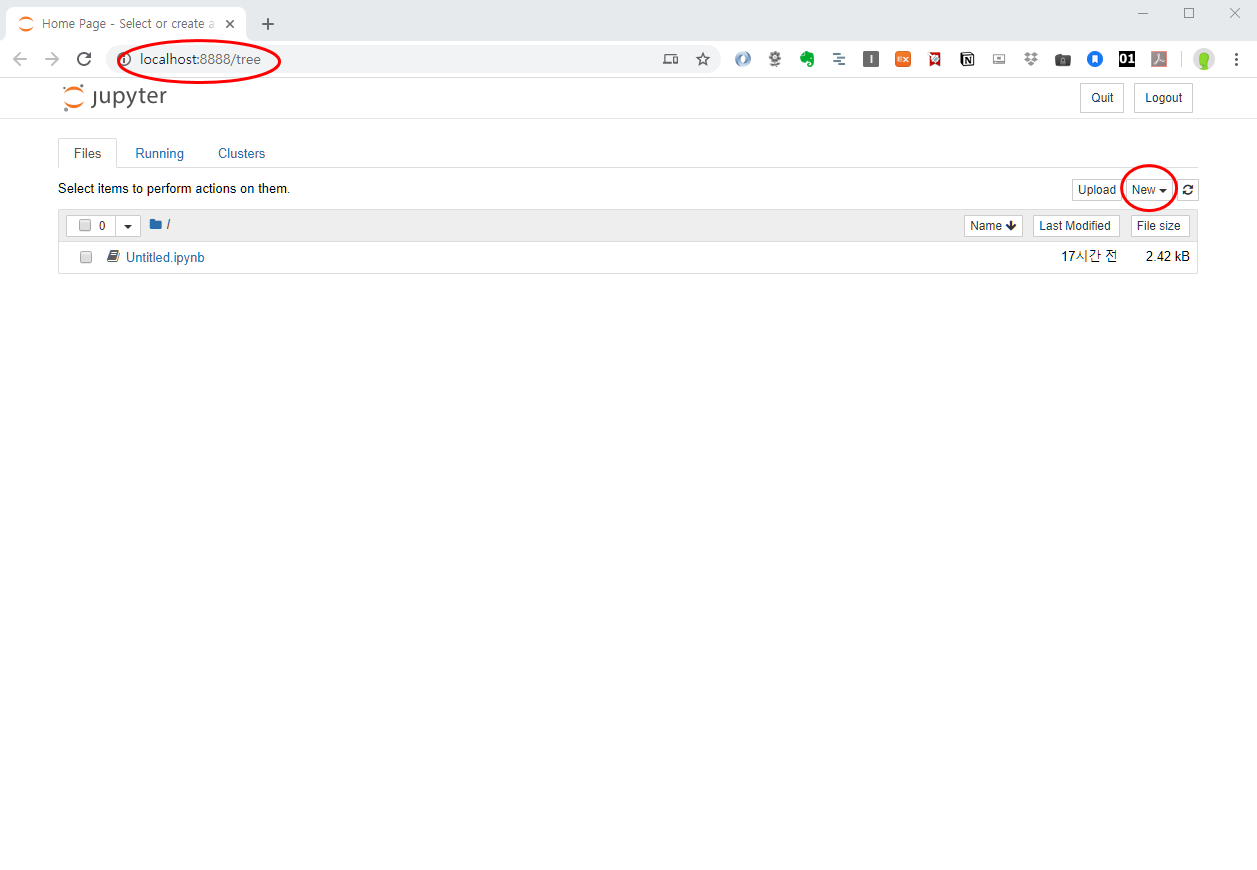 Home Page - Select or create a
localhost:8888/tree
I EX N 01
jupyter
Quit Logout
Files Running Clusters
Select items to perform actions on them.
Upload New
0 / Name Last Modified File size
Untitled.ipynb 17시간 전 2.42 kB